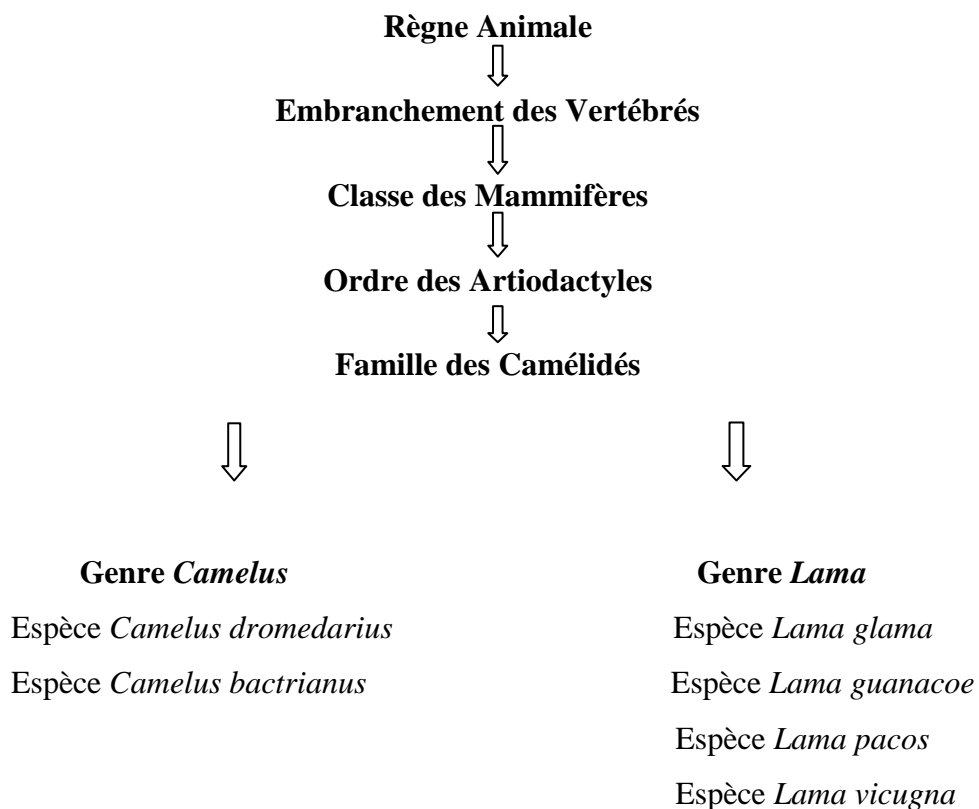 Règne Animale
Embranchement des Vertébrés
Classe des Mammifères
Ordre des Artiodactyles
Famille des Camélidés
Genre Camelus
Espèce Camelus dromedarius
Espèce Camelus bactrianus
Genre Lama
Espèce Lama glama
Espèce Lama guanacoe
Espèce Lama pacos
Espèce Lama vicugna